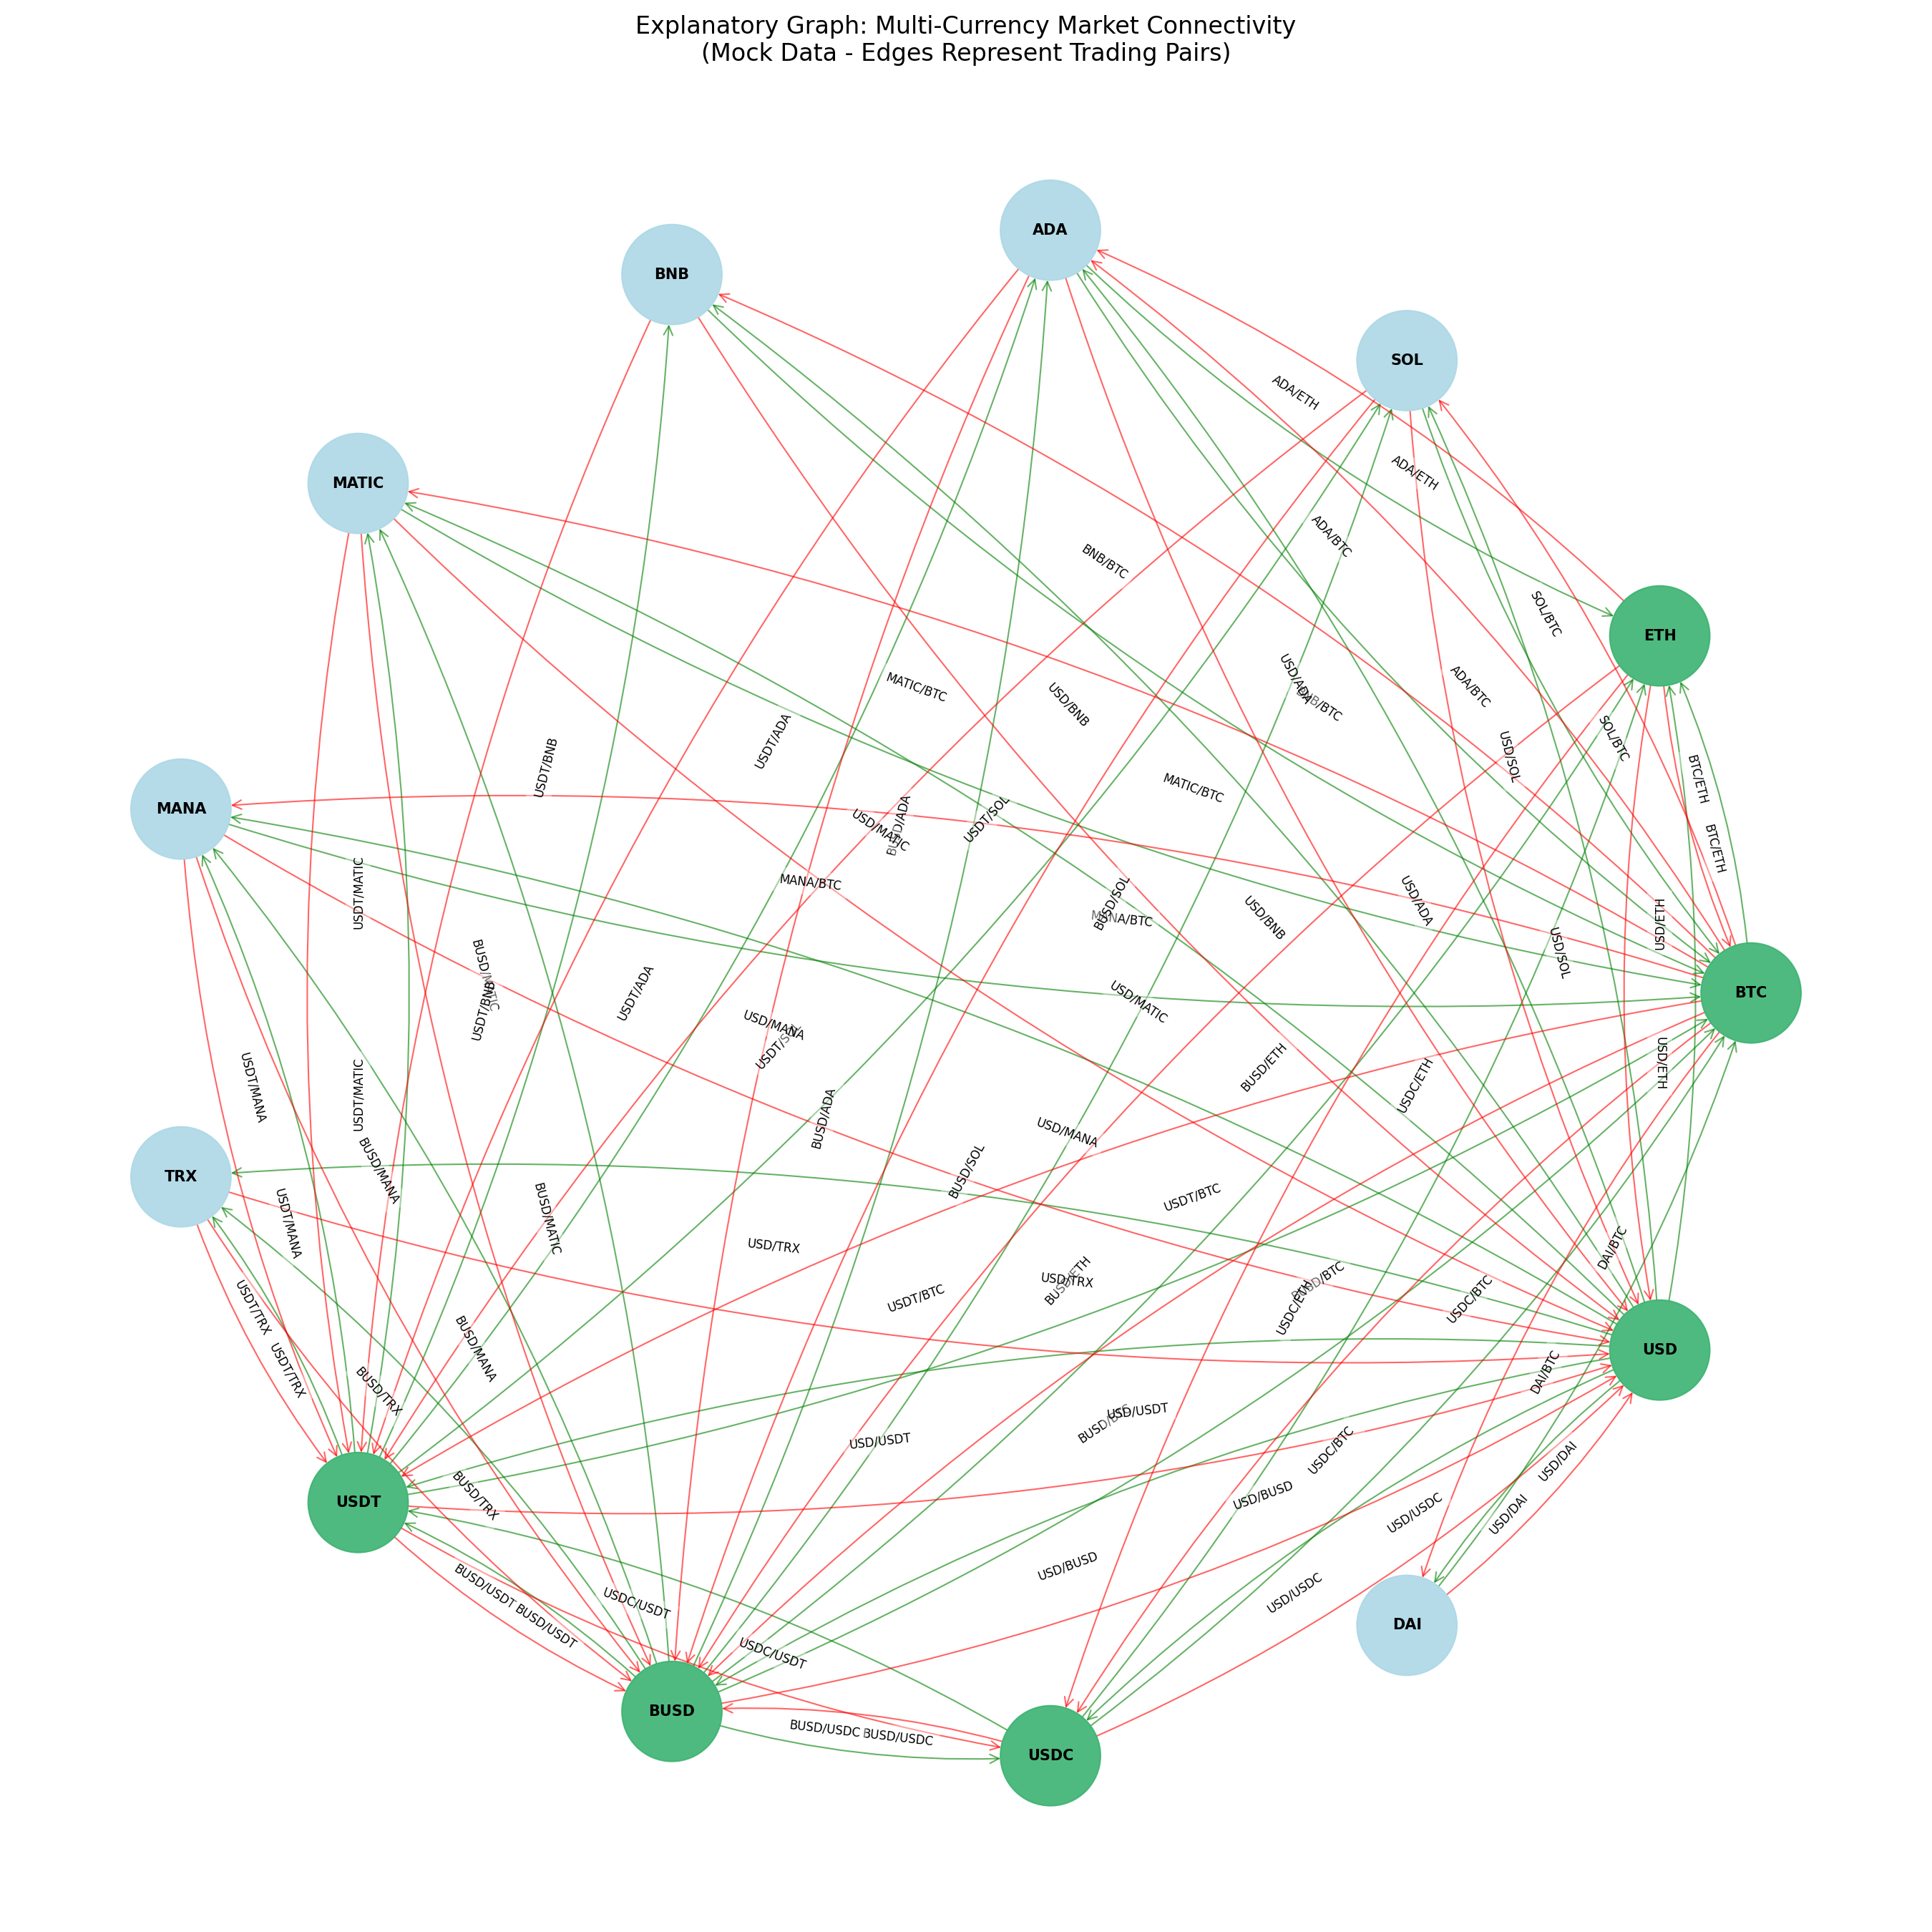 Explanatory Graph: Multi-Currency Market Connectivity
(Mock Data - Edges Represent Trading Pairs)
ADA
BNB
SOL
ADA/ETH
ADA/ETH
MATIC
ADA/BTC
BNB/BTC
SOL/BTC
ETH
USD/ADA
MATIC/BTC
ADA/BTC
USD/BNB
BNB/BTC
USDT/ADA
SOL/BTC
USD/SOL
USDT/BNB
BTC/ETH
MATIC/BTC
MANA
USDT/SOL
BUSD/ADA
USD/MATIC
BTC/ETH
MANA/BTC
USDT/MATIC
USD/ADA
BUSD/SOL
MANA/BTC
USD/BNB
USD/ETH
USD/SOL
BUSD/MATIC
USDT/ADA
BTC
USD/MATIC
USDT/BNB
USD/MANA
USDT/SOL
USD/ETH
BUSD/ETH
USDC/ETH
USDT/MANA
USDT/MATIC
BUSD/ADA
USD/MANA
BUSD/MANA
BUSD/SOL
TRX
USDT/BTC
BUSD/MATIC
USDT/MANA
USD/TRX
DAI/BTC
USD/TRX
BUSD/ETH
BUSD/BTC
USDT/BTC
USDC/BTC
USDC/ETH
USDT/TRX
BUSD/MANA
USD
USDT/TRX
DAI/BTC
BUSD/TRX
USD/USDT
BUSD/BTC
USD/USDT
USDC/BTC
USD/DAI
USD/BUSD
BUSD/TRX
USDT
USD/USDC
USD/DAI
USD/BUSD
BUSD/USDT
USD/USDC
USDC/USDT
BUSD/USDT
DAI
USDC/USDT
BUSD
BUSD/USDC
BUSD/USDC
USDC